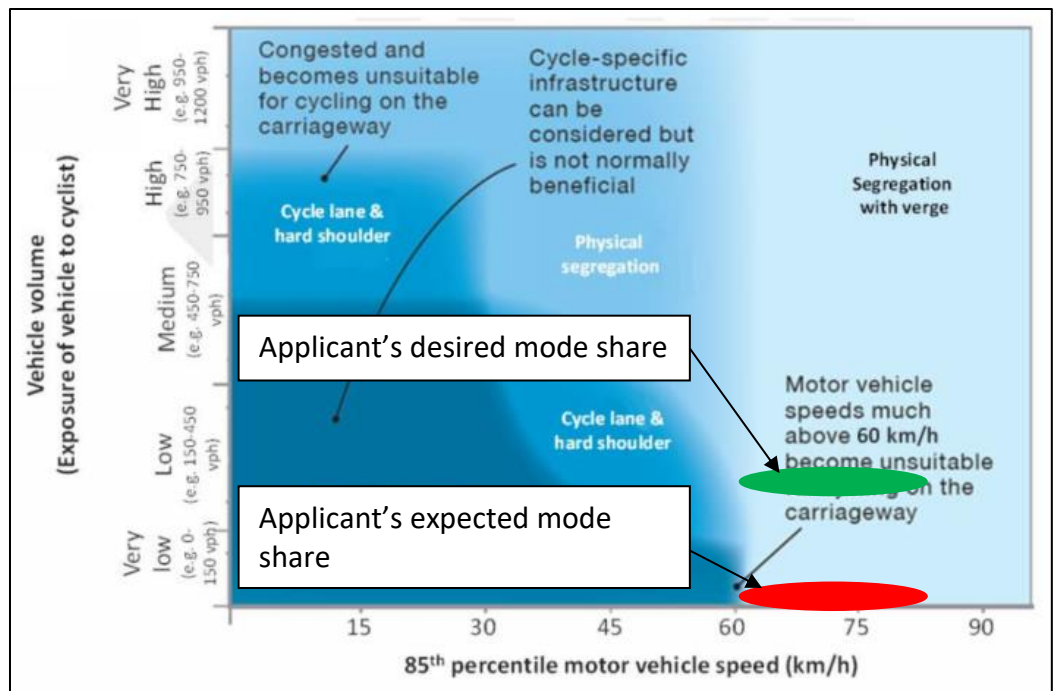 Congested and
becomes unsuitable
for cycling on the
carriageway
Cycle-specific
infrastructure
can be
considered but
is not normally
beneficial
Physical
Segregation
with verge
Cycle lane &
hard shoulder
Physical
segregation
Applicant’s desired mode share
Motor vehicle
speeds much
above 60 km/h
become unsuitable
on the
carriageway
Cycle lane &
hard shoulder
Applicant’s expected mode
share
Vehicle volume
(Exposure of vehicle to cyclist)
Very
High
(e.g. 950-
1200 vph)
High
(e.g. 750-
950 vph)
Medium
(e.g. 450-750
vph)
Low
(e.g. 150-450
vph)
Very
low
(e.g. 0-
150 vph)
15
30
45
60
75
90
85th percentile motor vehicle speed (km/h)